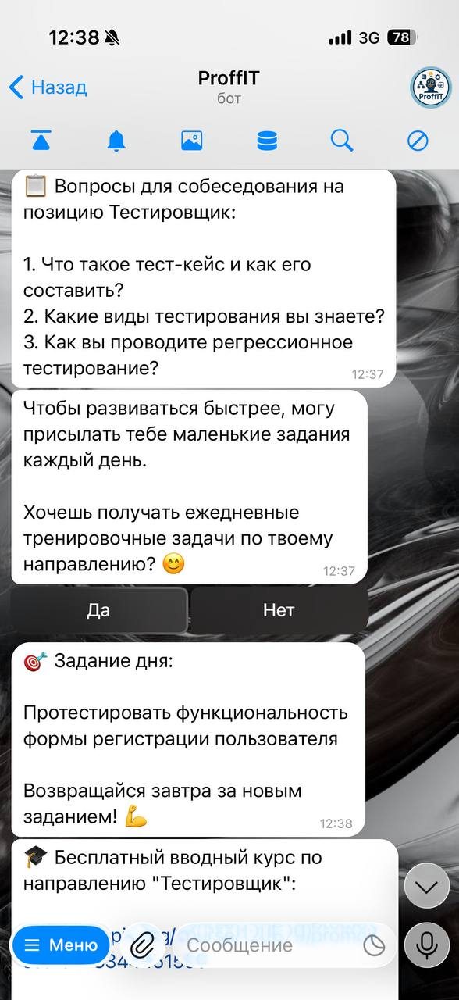 12:38
3G 78
Назад
ProffIT
бот
ProffIT
📋 Вопросы для собеседования на
позицию Тестировщик:
1. Что такое тест-кейс и как его
составить?
2. Какие виды тестирования вы знаете?
3. Как вы проводите регрессионное
тестирование?
12:37
Чтобы развиваться быстрее, могу
присылать тебе маленькие задания
каждый день.
Хочешь получать ежедневные
тренировочные задачи по твоему
направлению? 😊
12:37
Да
Нет
🎯 Задание дня:
Протестировать функциональность
формы регистрации пользователя
Возвращайся завтра за новым
заданием! 💪
12:38
🎓 Бесплатный вводный курс по
направлению "Тестировщик":
Меню
Сообщение